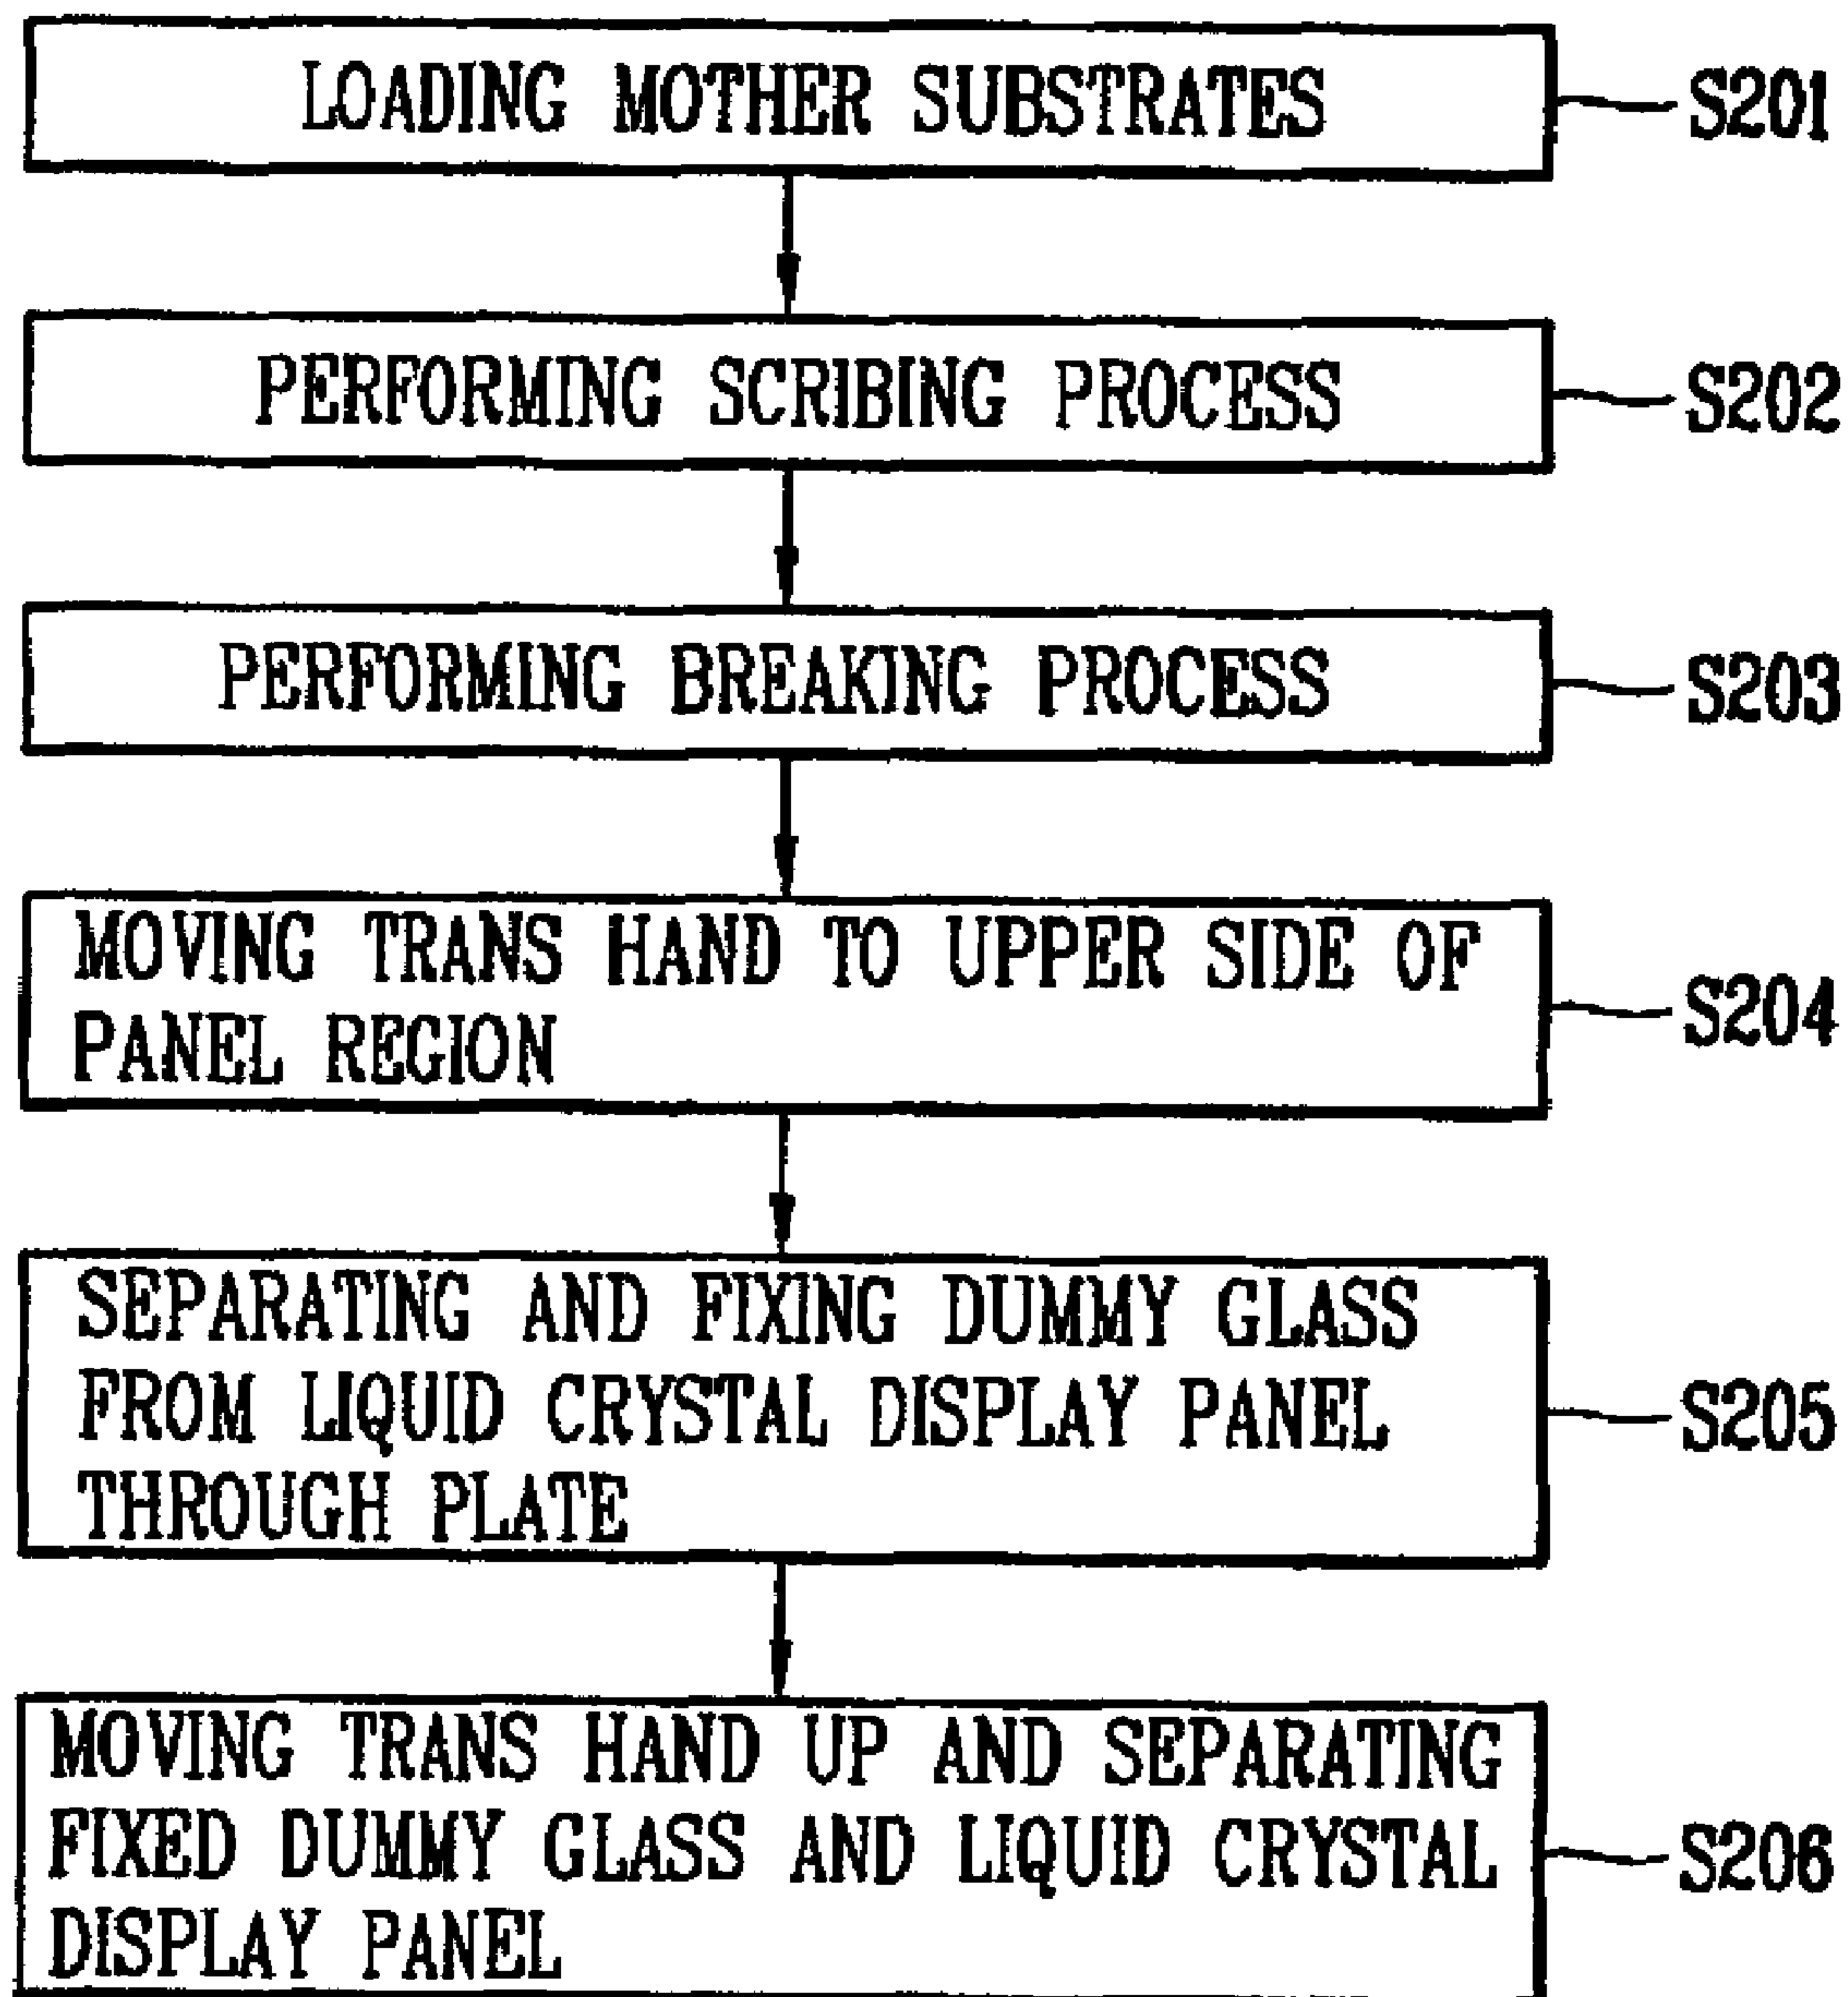 LOADING MOTHER SUBSTRATES
S201
PERFORMING SCRIBING PROCESS
S202
PERFORMING BREAKING PROCESS
S203
MOVING TRANS HAND TO UPPER SIDE OF
PANEL REGION
S204
SEPARATING AND FIXING DUMMY GLASS
FROM LIQUID CRYSTAL DISPLAY PANEL
THROUGH PLATE
S205
MOVING TRANS HAND UP AND SEPARATING
FIXED DUMMY GLASS AND LIQUID CRYSTAL
DISPLAY PANEL
S206